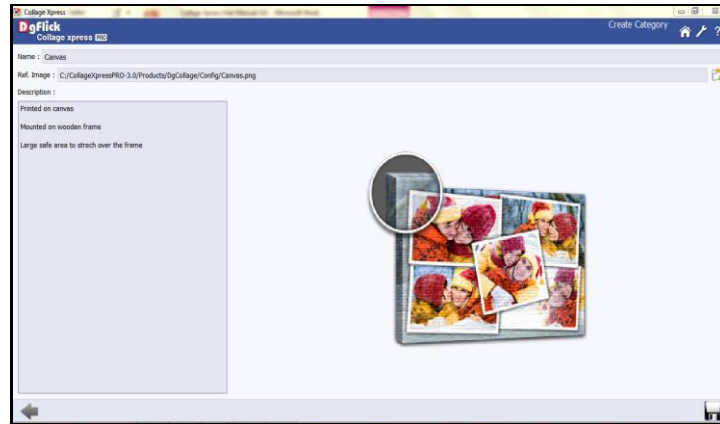 Collage Xpress
DgFlick
Collage xpress PRO
Create Category
?
Name : Canvas
Ref. Image : C:/CollageXpressPRO-3.0/Products/DgCollage/Config/Canvas.png
Description :
Printed on canvas
Mounted on wooden frame
Large safe area to strech over the frame